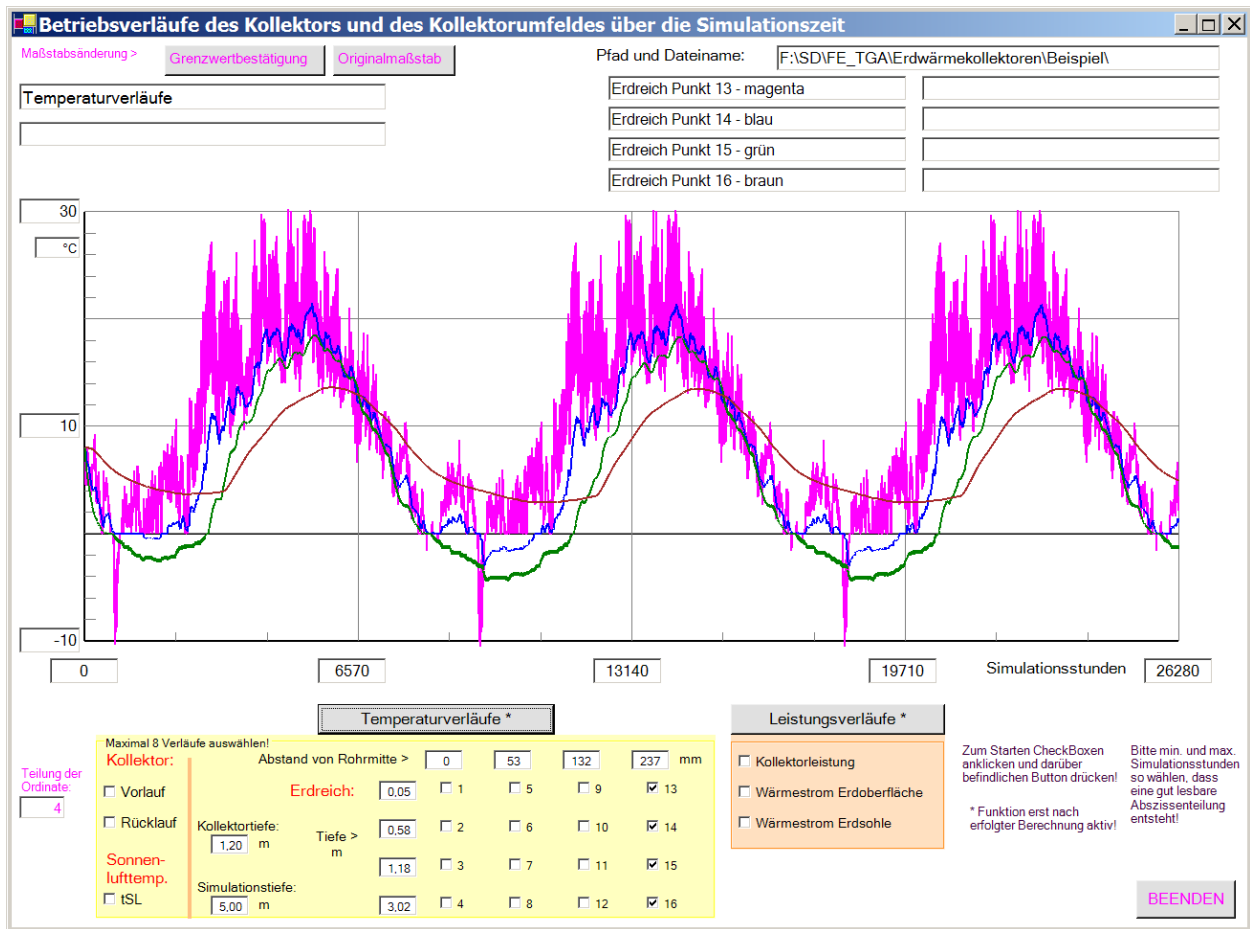 Betriebsverläufe des Kollektors und des Kollektorumfeldes über die Simulationszeit
Maßstabsänderung >
Grenzwertbestätigung
Originalmaßstab
Pfad und Dateiname:
F:\SD\FE_TGA\Erdwärmekollektoren\Beispiel\
Temperaturverläufe
Erdreich Punkt 13 - magenta
Erdreich Punkt 14 - blau
Erdreich Punkt 15 - grün
Erdreich Punkt 16 - braun
30
°C
10
-10
0
6570
13140
19710
Simulationsstunden
26280
Temperaturverläufe *
Leistungsverläufe *
Teilung der
Ordinate:
4
Maximal 8 Verläufe auswählen!
Kollektor:
Vorlauf
Rücklauf
Sonnen-
lufttemp.
tSL
Abstand von Rohrmitte >
0
53
132
237
mm
Erdreich:
0,05
1
5
9
13
Kollektortiefe:
1,20 m
Tiefe >
m
0,58
2
6
10
14
1,18
3
7
11
15
Simulationstiefe:
5,00 m
3,02
4
8
12
16
Kollektorleistung
Wärmestrom Erdoberfläche
Wärmestrom Erdsohle
Zum Starten CheckBoxen
anklicken und darüber
befindlichen Button drücken!
* Funktion erst nach
erfolgter Berechnung aktiv!
Bitte min. und max.
Simulationsstunden
so wählen, dass
eine gut lesbare
Abszissenteilung
entsteht!
BEENDEN